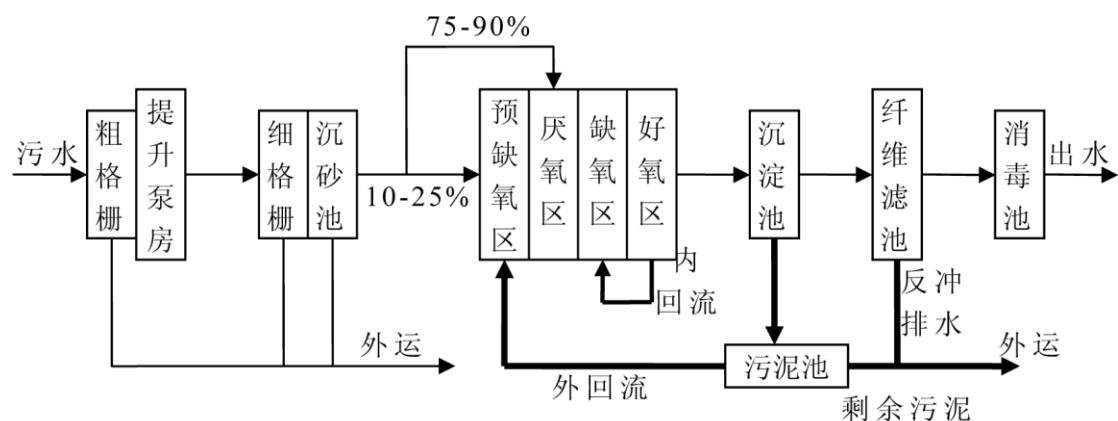 75-90%
污水
粗格栅
提升泵房
细格栅
沉砂池
10-25%
预缺氧区
厌氧区
缺氧区
好氧区
沉淀池
纤维滤池
消毒池
出水
内
回流
反冲
排水
外运
外回流
污泥池
外运
剩余污泥